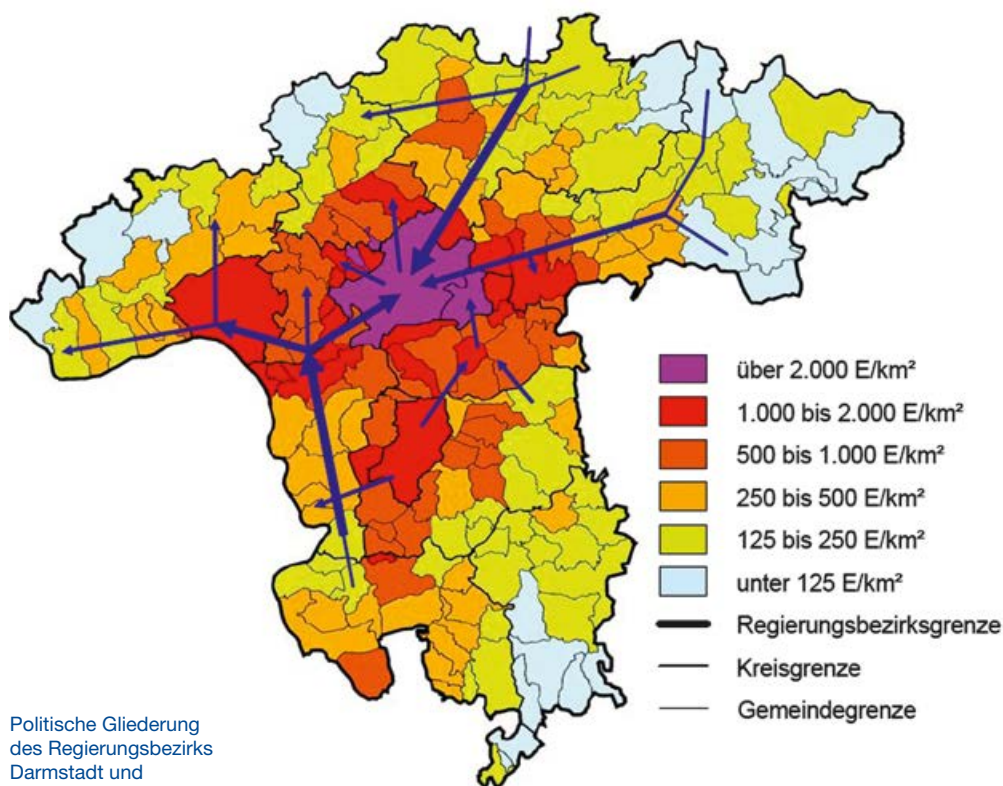 über 2.000 E/km²
1.000 bis 2.000 E/km²
500 bis 1.000 E/km²
250 bis 500 E/km²
125 bis 250 E/km²
unter 125 E/km²
Regierungsbezirksgrenze
Kreisgrenze
Gemeindegrenze
Politische Gliederung
des Regierungsbezirks
Darmstadt und